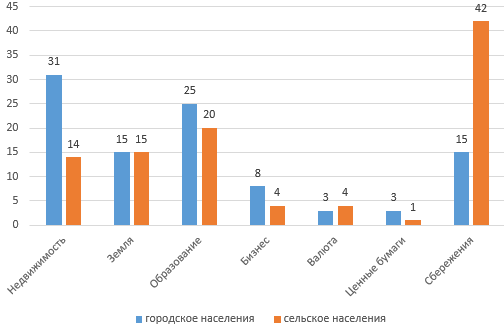 45
40
35
30
25
20
15
10
5
0
31
14
15
15
25
20
8
4
3
4
3
1
15
42
Недвижимость
Земля
Образование
Бизнес
Валюта
Ценные бумаги
Сбережения
городское населения
сельское населения